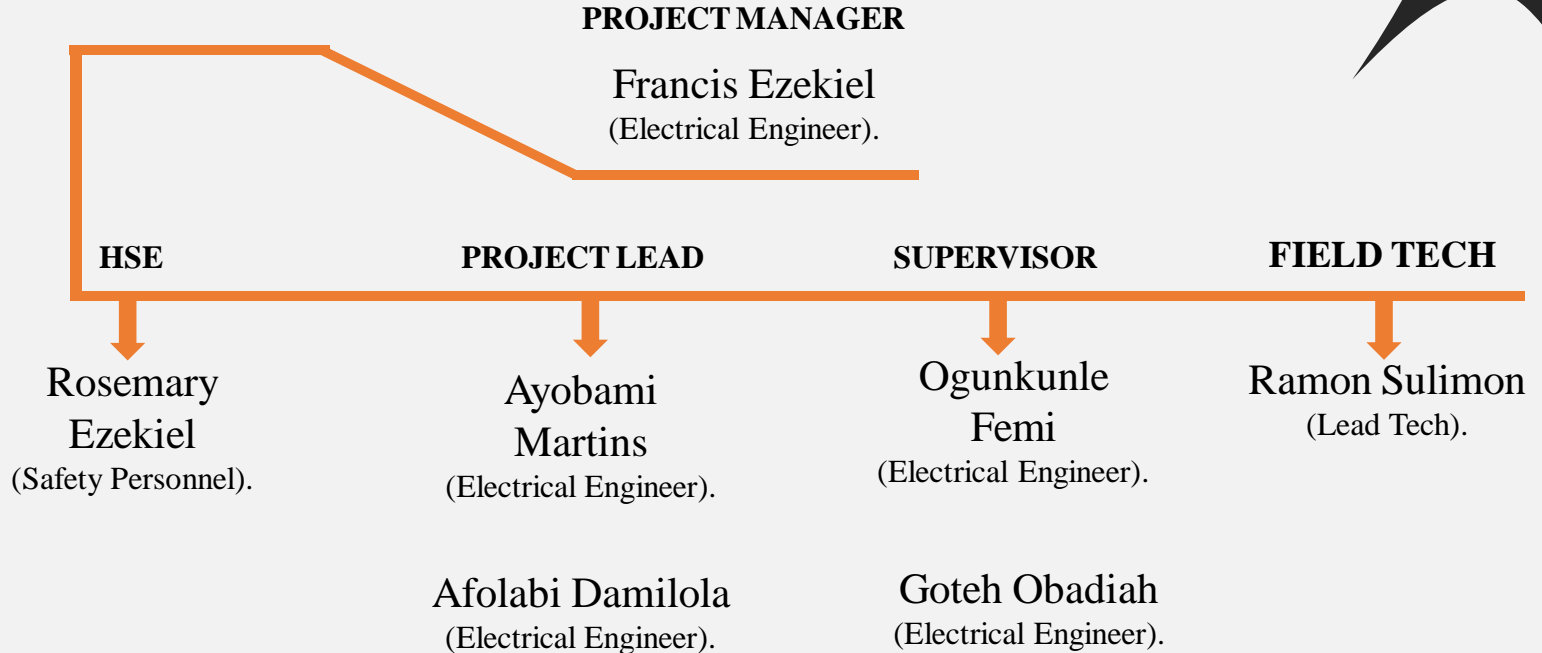 PROJECT MANAGER
Francis Ezekiel
(Electrical Engineer).
HSE
PROJECT LEAD
SUPERVISOR
FIELD TECH
Rosemary
Ezekiel
(Safety Personnel).
Ayobami
Martins
(Electrical Engineer).
Ogunkunle
Femi
(Electrical Engineer).
Ramon Sulimon
(Lead Tech).
Afolabi Damilola
(Electrical Engineer).
Goteh Obadiah
(Electrical Engineer).